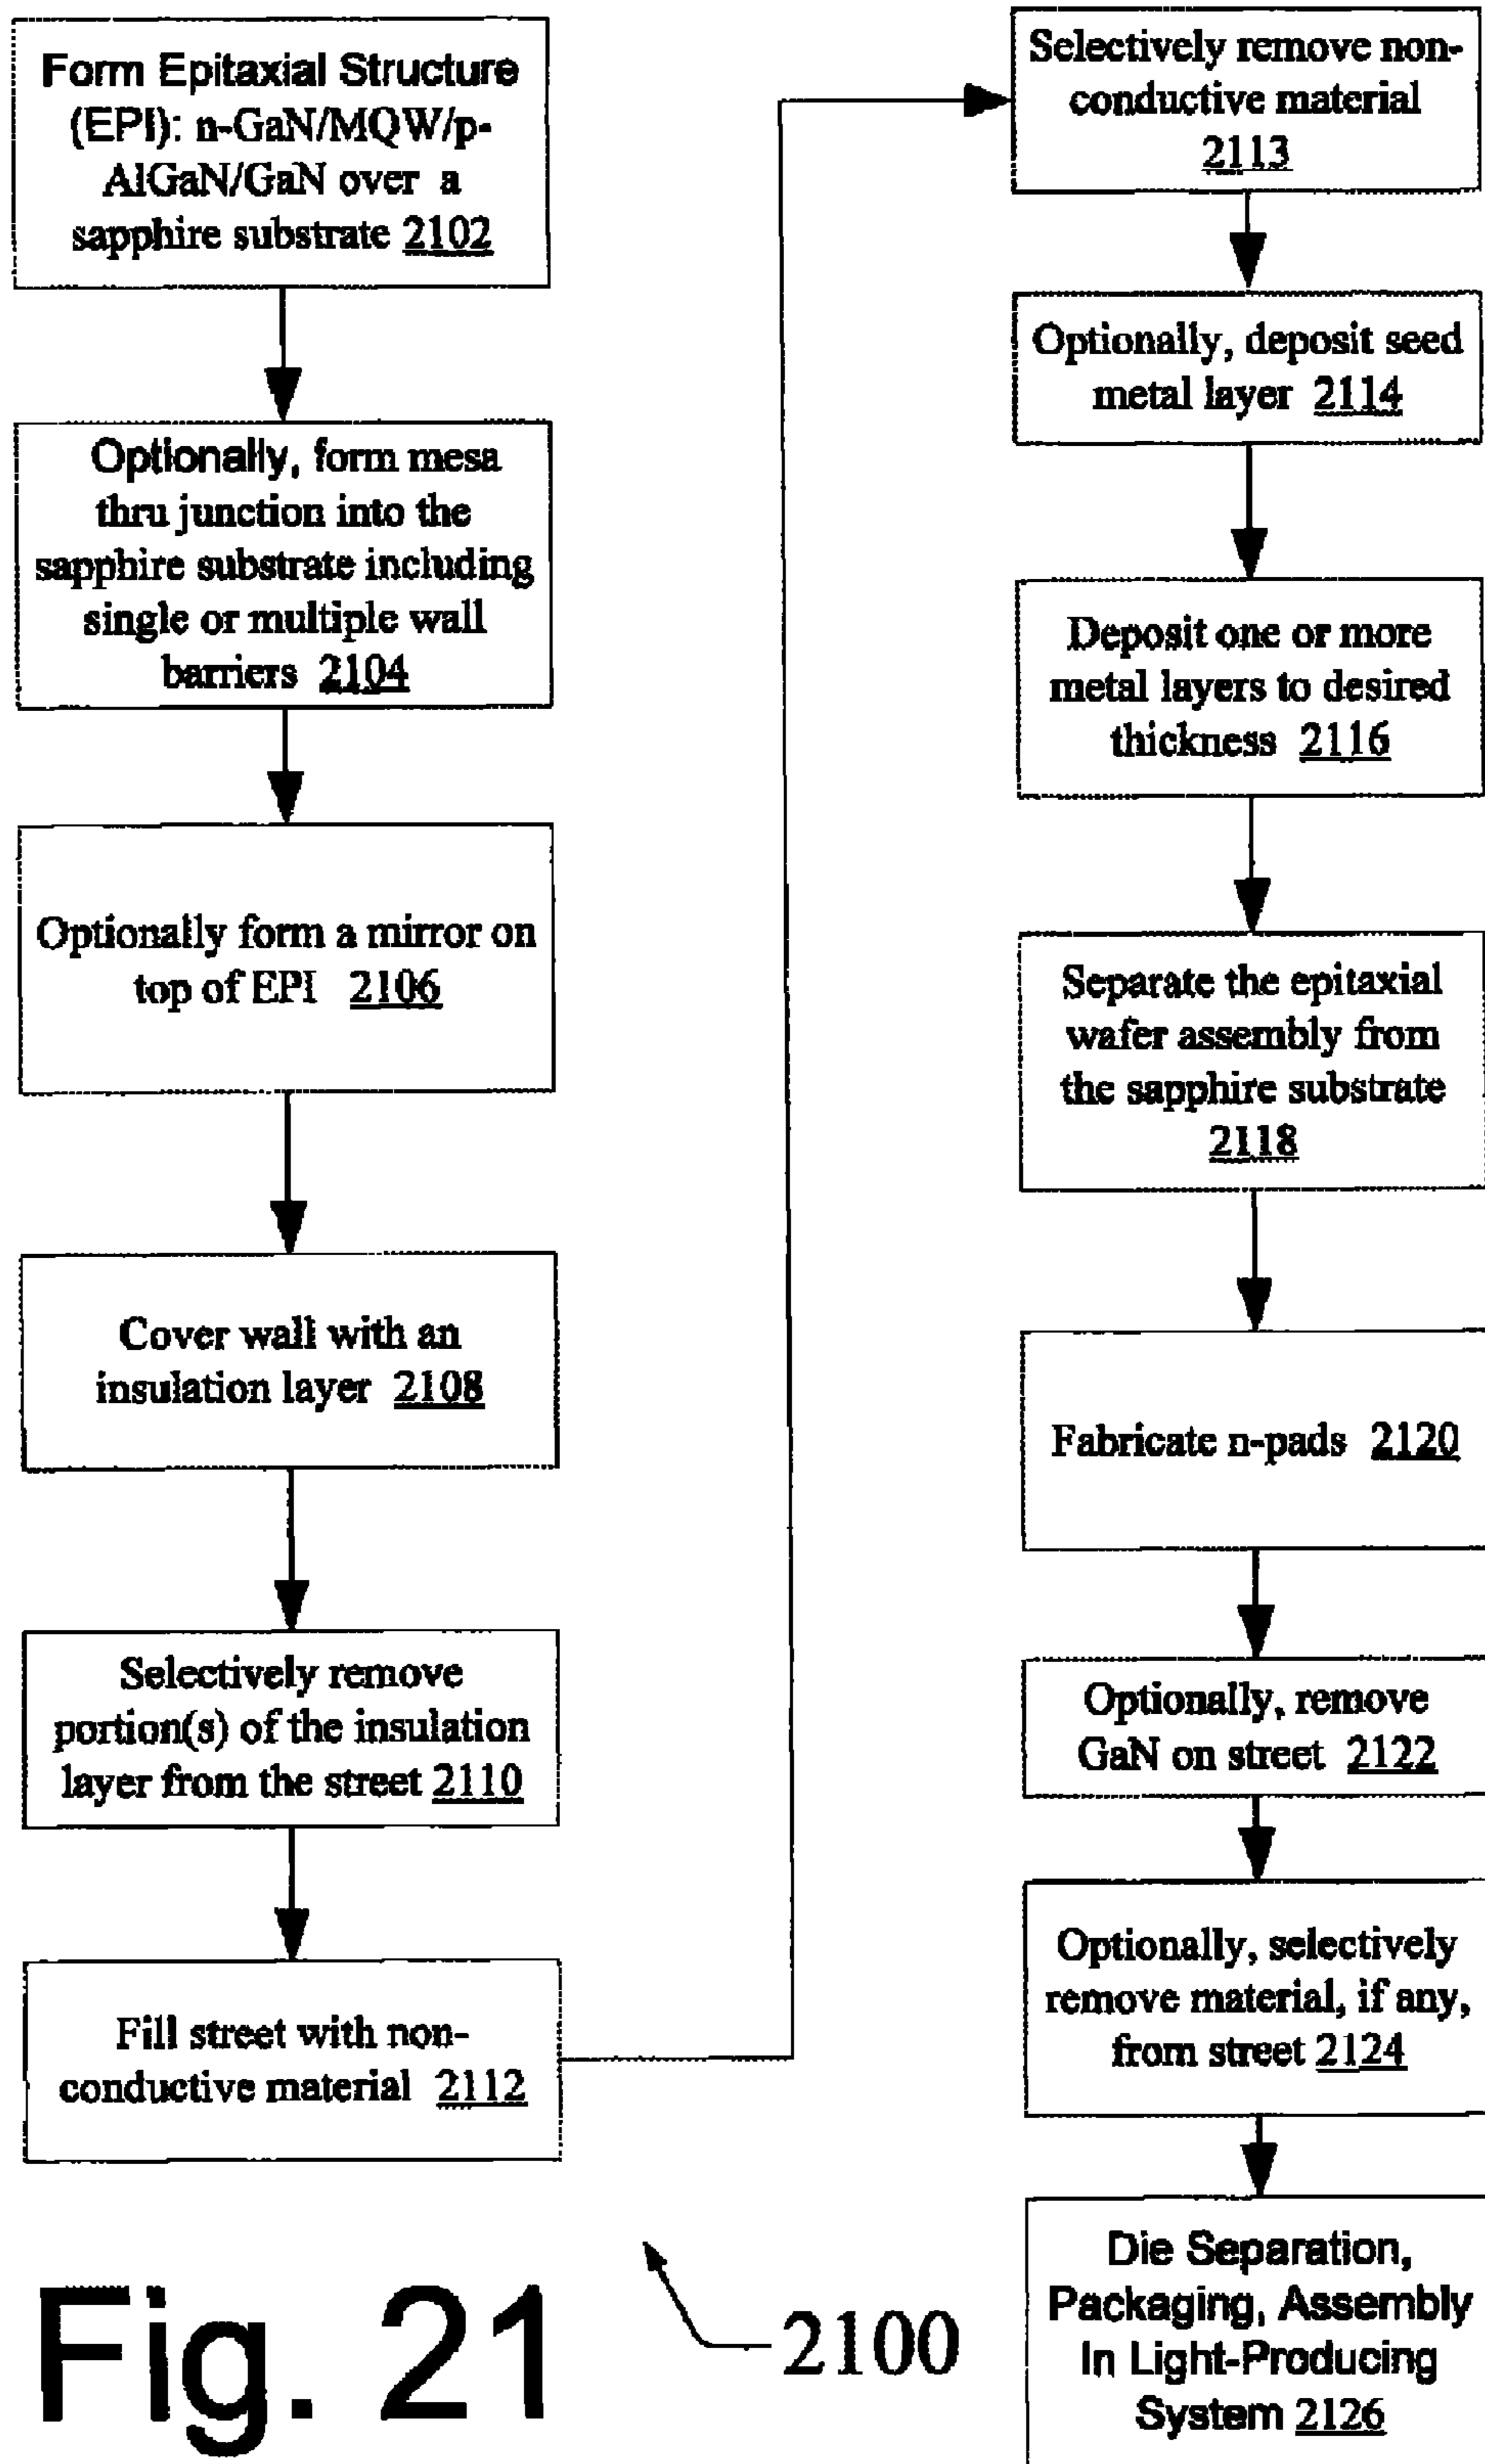 Form Epitaxial Structure
(EPI): n-GaN/MQW/p-
AlGaN/GaN over a
sapphire substrate 2102
Optionally, form mesa
thru junction into the
sapphire substrate including
single or multiple wall
barriers 2104
Optionally form a mirror on
top of EPI 2106
Cover wall with an
insulation layer 2108
Selectively remove
portion(s) of the insulation
layer from the street 2110
Fill street with non-
conductive material 2112
Selectively remove non-
conductive material
2113
Optionally, deposit seed
metal layer 2114
Deposit one or more
metal layers to desired
thickness 2116
Separate the epitaxial
wafer assembly from
the sapphire substrate
2118
Fabricate n-pads 2120
Optionally, remove
GaN on street 2122
Optionally, selectively
remove material, if any,
from street 2124
Die Separation,
Packaging, Assembly
In Light-Producing
System 2126
Fig. 21
2100